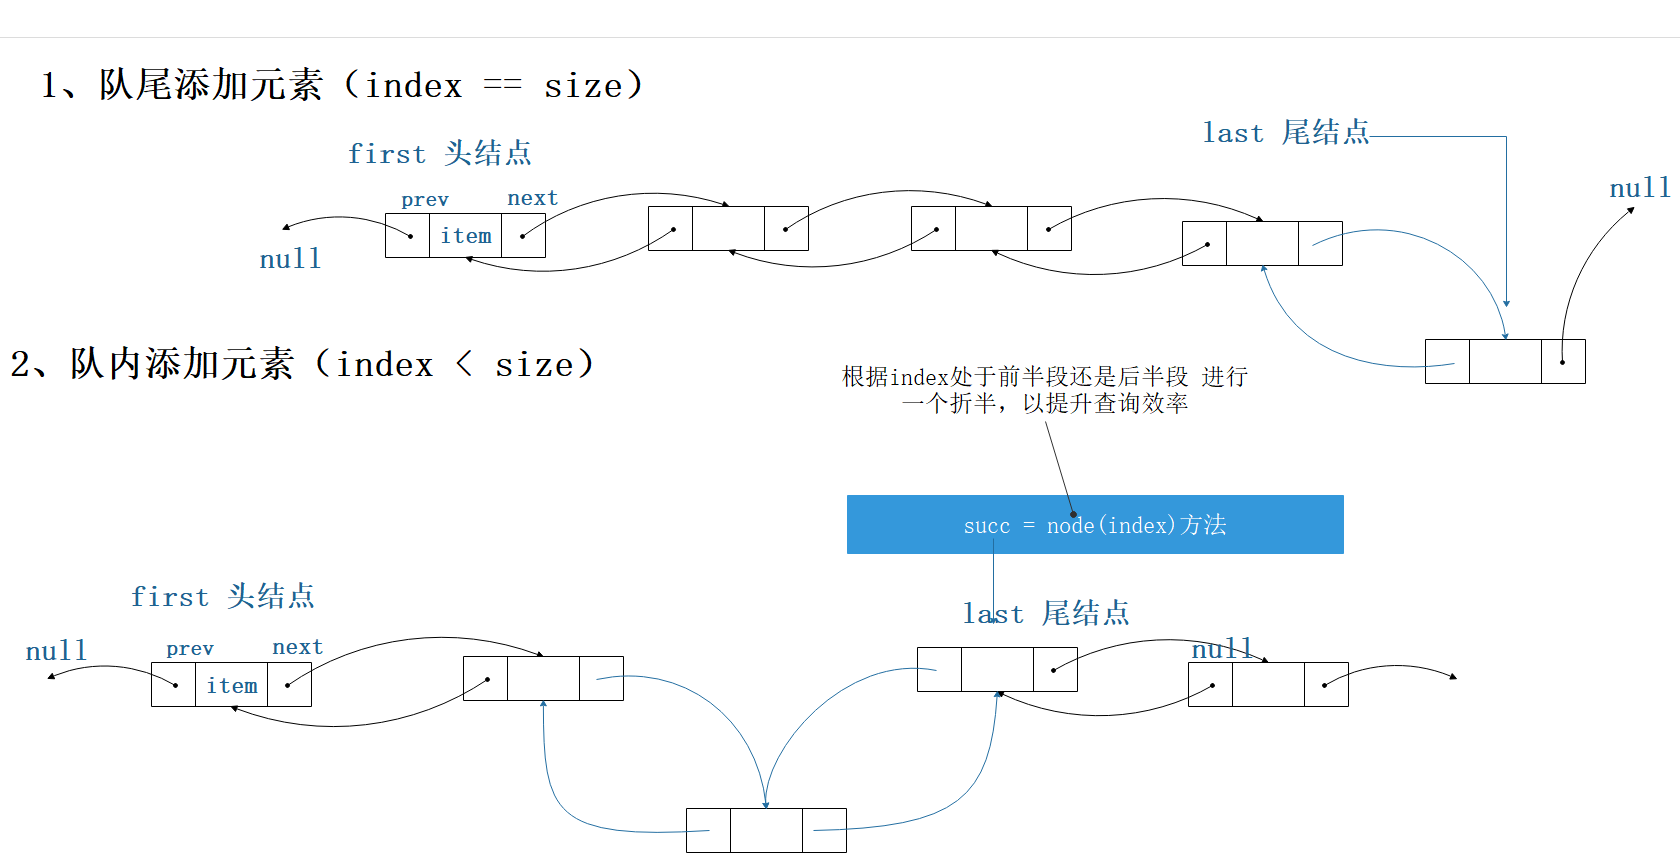 1、队尾添加元素（index == size）
last 尾结点
first 头结点
null
prev
next
item
null
2、队内添加元素（index < size）
根据index处于前半段还是后半段 进行
一个折半，以提升查询效率
succ = node(index)方法
first 头结点
last 尾结点
null
prev
next
null
item